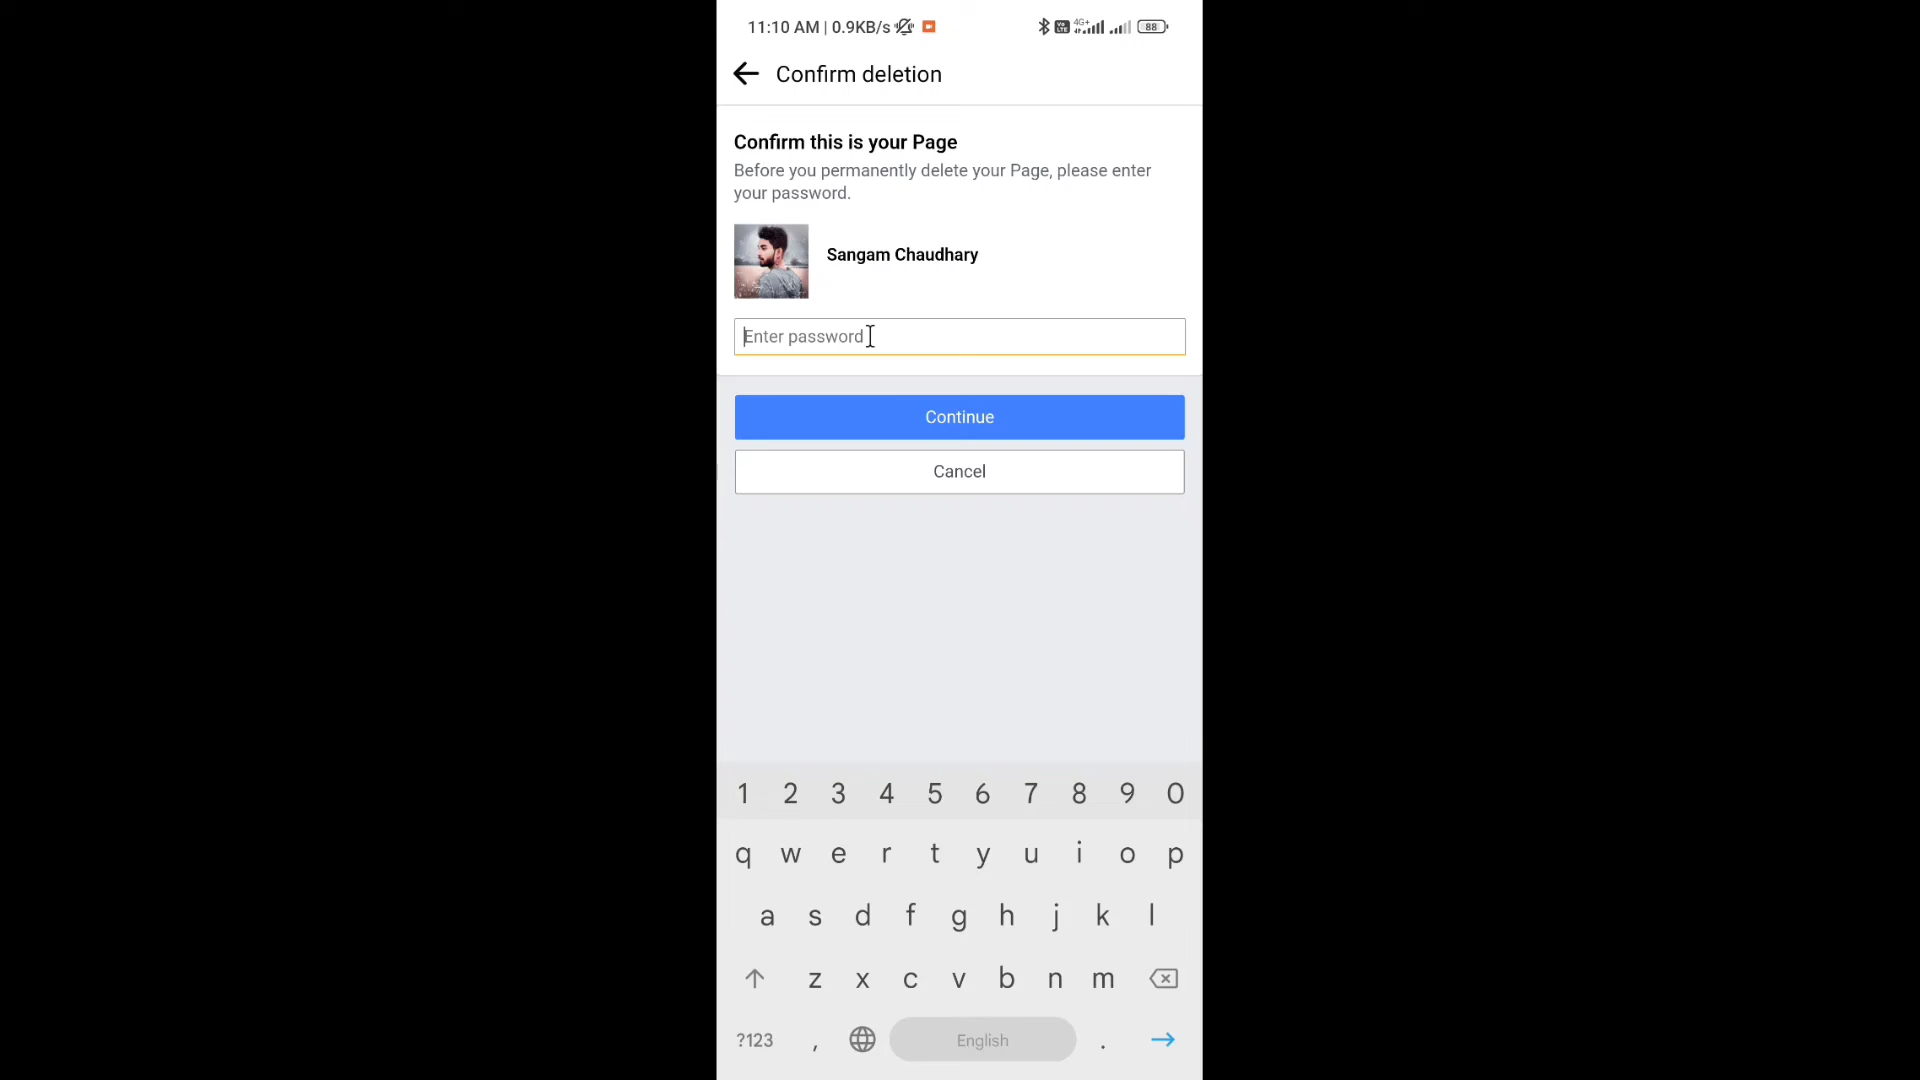 11:10 AM | 0.9KB/s 4G+ 88
Confirm deletion
Confirm this is your Page
Before you permanently delete your Page, please enter
your password.
Sangam Chaudhary
Enter password
Continue
Cancel
1 2 3 4 5 6 7 8 9 0
q w e r t y u i o p
a s d f g h j k l
z x c v b n m
?123 , English .